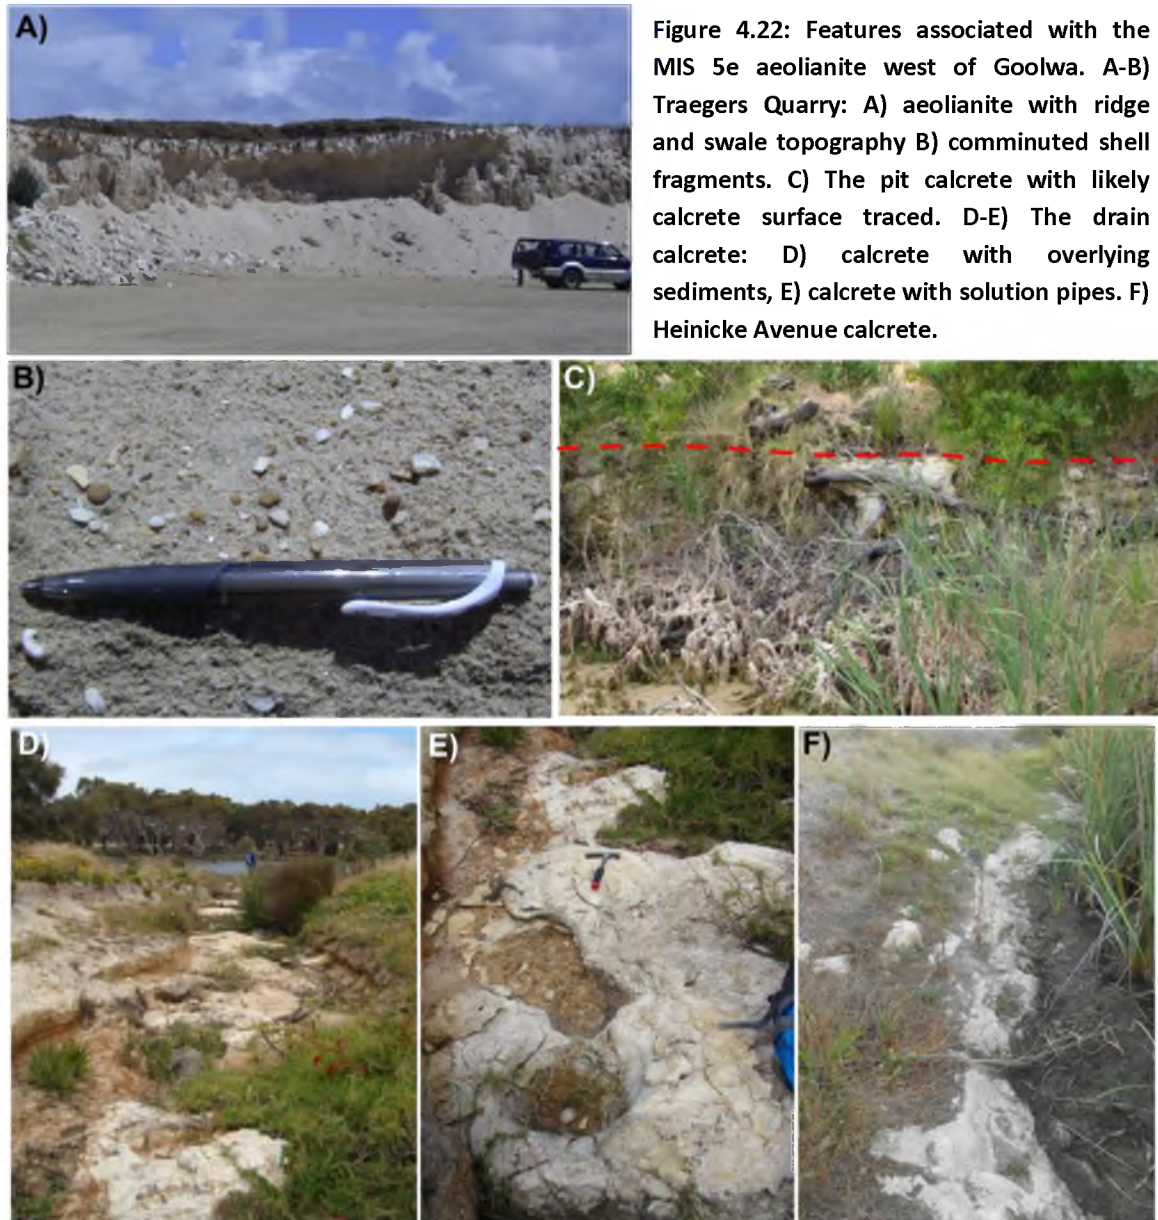 A)
Figure 4.22: Features associated with the
MIS 5e aeolianite west of Goolwa. A-B)
Traegers Quarry: A) aeolianite with ridge
and swale topography B) comminuted shell
fragments. C) The pit calcrete with likely
calcrete surface traced. D-E) The drain
calcrete: D) calcrete with overlying
sediments, E) calcrete with solution pipes. F)
Heinicke Avenue calcrete.
B)
C)
D)
E)
F)